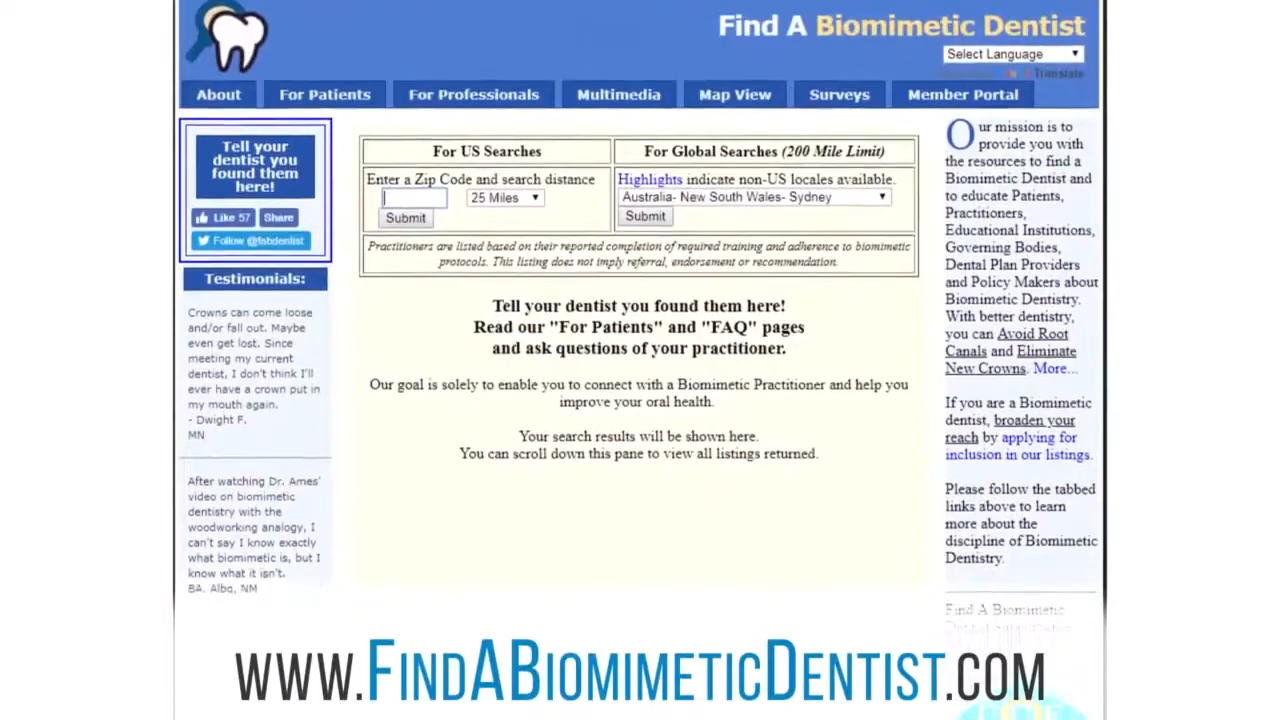 Find A Biomimetic Dentist
Select Language
Translate
About
For Patients
For Professionals
Multimedia
Map View
Surveys
Member Portal
Tell your
dentist you
found them
here!
Like 57
Share
Follow @fabdentist
Testimonials:
Crowns can come loose
and/or fall out. Maybe
even get lost. Since
meeting my current
dentist, I don't think I'll
ever have a crown put in
my mouth again.
- Dwight F.
MN
After watching Dr. Ames'
video on biomimetic
dentistry with the
woodworking analogy, I
can't say I know exactly
what biomimetic is, but I
know what it isn't.
BA. Albq, NM
For US Searches
For Global Searches (200 Mile Limit)
Enter a Zip Code and search distance
25 Miles
Submit
Highlights indicate non-US locales available.
Australia- New South Wales- Sydney
Submit
Practitioners are listed based on their reported completion of required training and adherence to biomimetic
protocols. This listing does not imply referral, endorsement or recommendation.
Tell your dentist you found them here!
Read our "For Patients" and "FAQ" pages
and ask questions of your practitioner.
Our goal is solely to enable you to connect with a Biomimetic Practitioner and help you
improve your oral health.
Your search results will be shown here.
You can scroll down this pane to view all listings returned.
Our mission is to
provide you with
the resources to find a
Biomimetic Dentist and
to educate Patients,
Practitioners,
Educational Institutions,
Governing Bodies,
Dental Plan Providers
and Policy Makers about
Biomimetic Dentistry.
With better dentistry,
you can Avoid Root
Canals and Eliminate
New Crowns. More...
If you are a Biomimetic
dentist, broaden your
reach by applying for
inclusion in our listings.
Please follow the tabbed
links above to learn
more about the
discipline of Biomimetic
Dentistry.
Find A Biomimetic
www.FindABiomimeticDentist.com